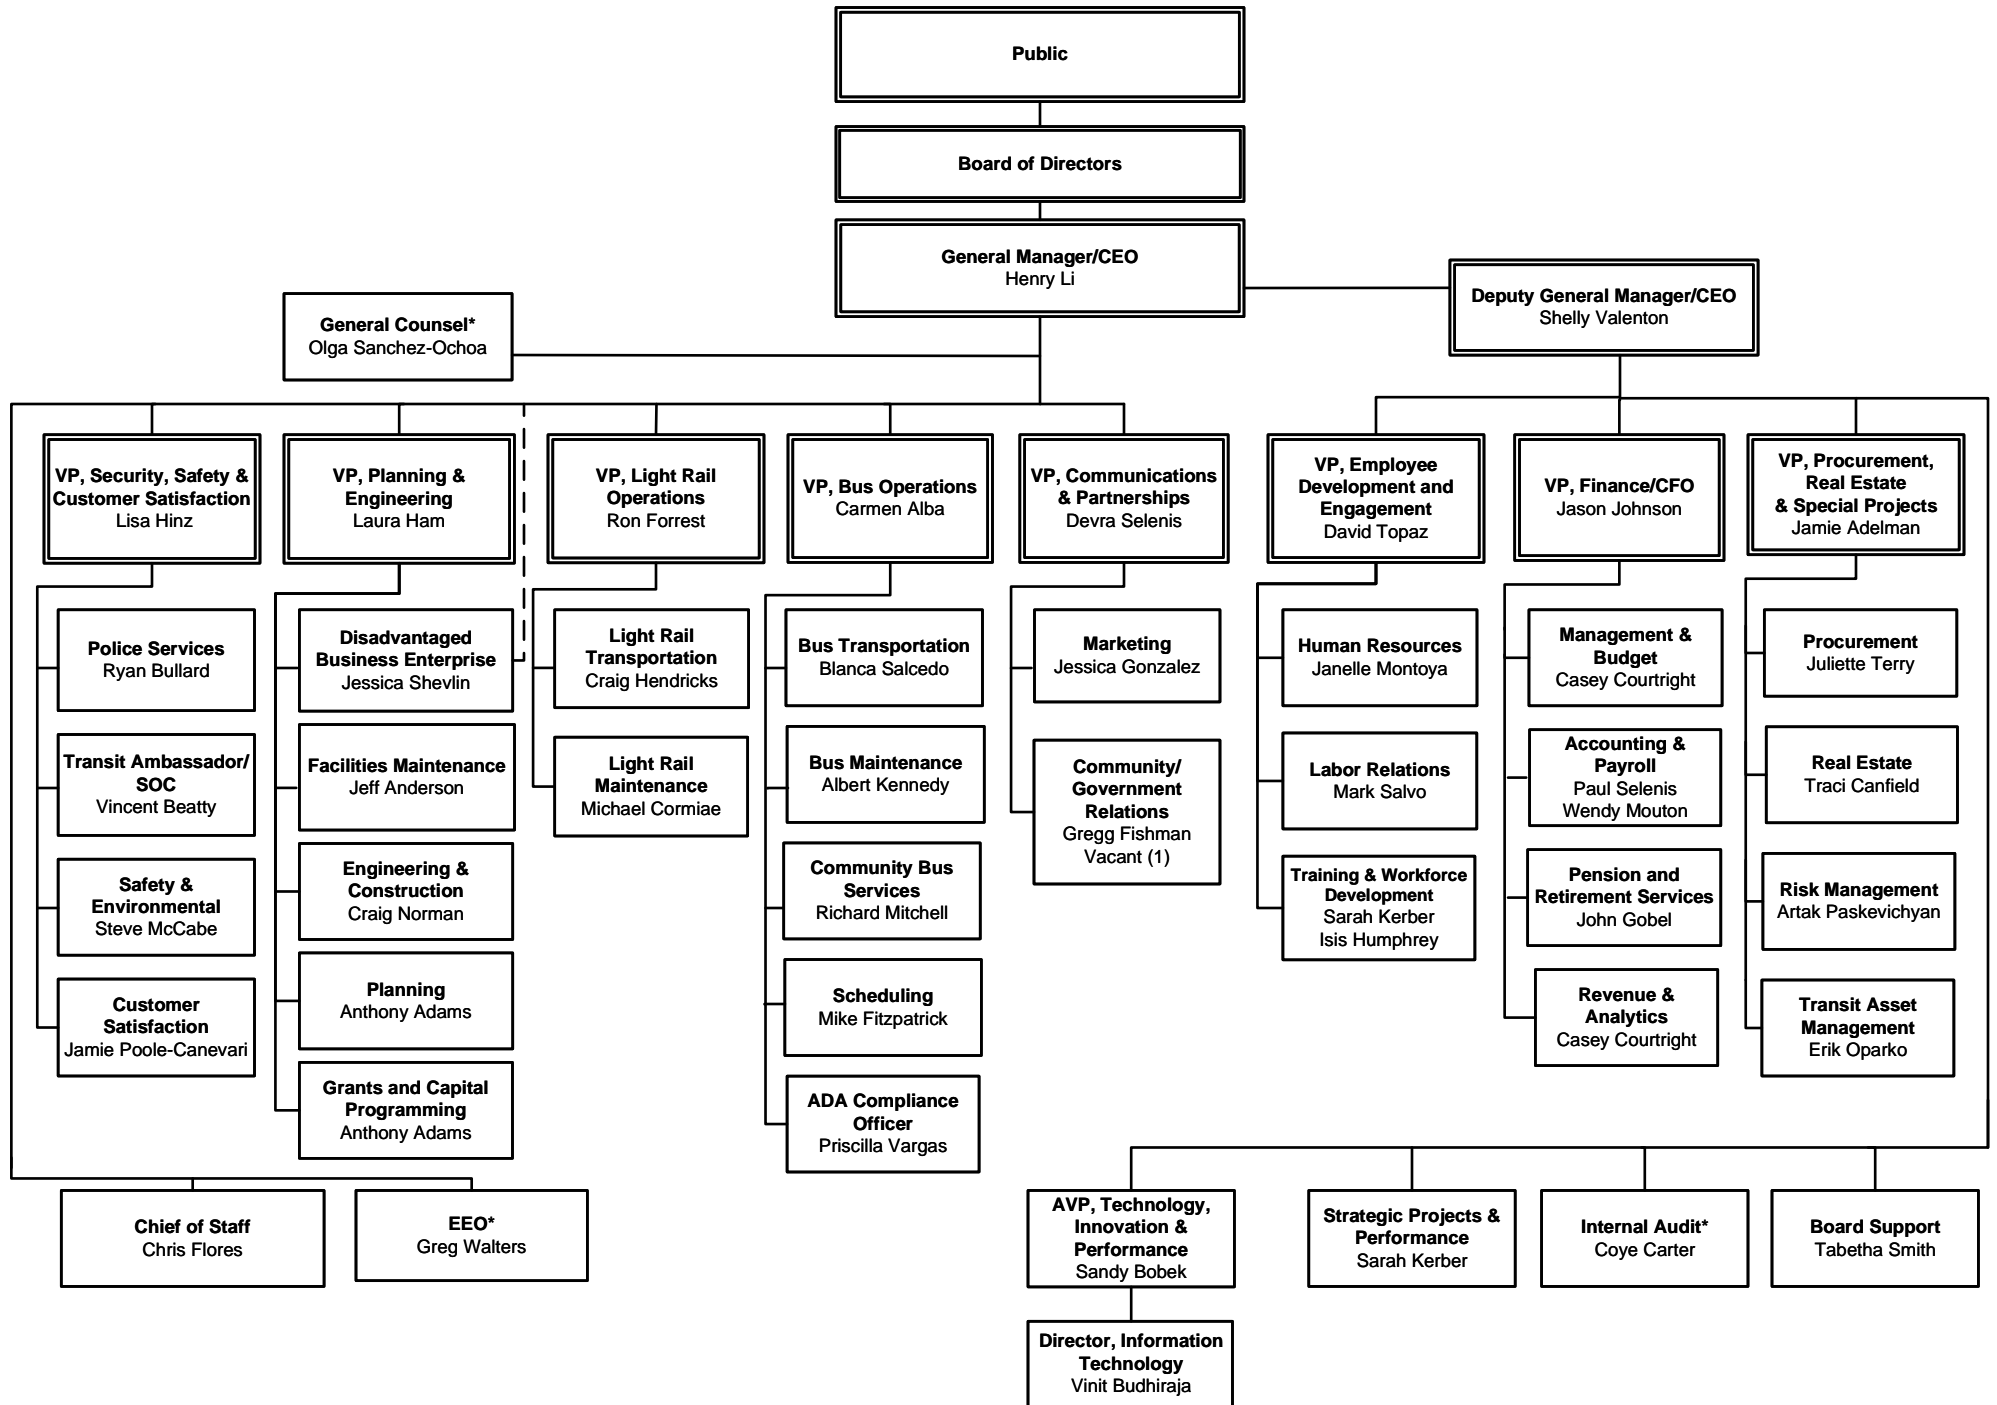 Public
Board of Directors
General Manager/CEO
Henry Li
Deputy General Manager/CEO
Shelly Valenton
General Counsel*
Olga Sanchez-Ochoa
VP, Security, Safety &
Customer Satisfaction
Lisa Hinz
VP, Planning &
Engineering
Laura Ham
VP, Light Rail
Operations
Ron Forrest
VP, Bus Operations
Carmen Alba
VP, Communications
& Partnerships
Devra Selenis
VP, Employee
Development and
Engagement
David Topaz
VP, Finance/CFO
Jason Johnson
VP, Procurement,
Real Estate
& Special Projects
Jamie Adelman
Police Services
Ryan Bullard
Transit Ambassador/
SOC
Vincent Beatty
Safety &
Environmental
Steve McCabe
Customer
Satisfaction
Jamie Poole-Canevari
Disadvantaged
Business Enterprise
Jessica Shevlin
Facilities Maintenance
Jeff Anderson
Engineering &
Construction
Craig Norman
Planning
Anthony Adams
Grants and Capital
Programming
Anthony Adams
Light Rail
Transportation
Craig Hendricks
Light Rail
Maintenance
Michael Cormiae
Bus Transportation
Blanca Salcedo
Bus Maintenance
Albert Kennedy
Community Bus
Services
Richard Mitchell
Scheduling
Mike Fitzpatrick
ADA Compliance
Officer
Priscilla Vargas
Marketing
Jessica Gonzalez
Community/
Government
Relations
Gregg Fishman
Vacant (1)
Human Resources
Janelle Montoya
Labor Relations
Mark Salvo
Training & Workforce
Development
Sarah Kerber
Isis Humphrey
Management &
Budget
Casey Courtright
Accounting &
Payroll
Paul Selenis
Wendy Mouton
Pension and
Retirement Services
John Gobel
Revenue &
Analytics
Casey Courtright
Procurement
Juliette Terry
Real Estate
Traci Canfield
Risk Management
Artak Paskevichyan
Transit Asset
Management
Erik Oparko
Chief of Staff
Chris Flores
EEO*
Greg Walters
AVP, Technology,
Innovation &
Performance
Sandy Bobek
Strategic Projects &
Performance
Sarah Kerber
Internal Audit*
Coye Carter
Board Support
Tabetha Smith
Director, Information
Technology
Vinit Budhiraja